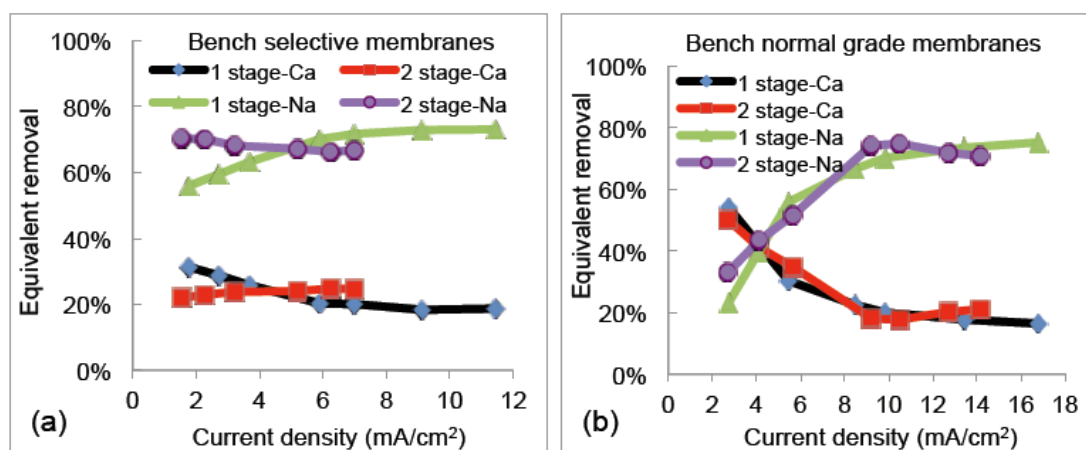 Bench selective membranes
1 stage-Ca 2 stage-Ca
1 stage-Na 2 stage-Na
Equivalent removal
100%
80%
60%
40%
20%
0%
0 2 4 6 8 10 12
Current density (mA/cm²)
(a)
Bench normal grade membranes
1 stage-Ca
2 stage-Ca
1 stage-Na
2 stage-Na
Equivalent removal
100%
80%
60%
40%
20%
0%
0 2 4 6 8 10 12 14 16 18
Current density (mA/cm²)
(b)